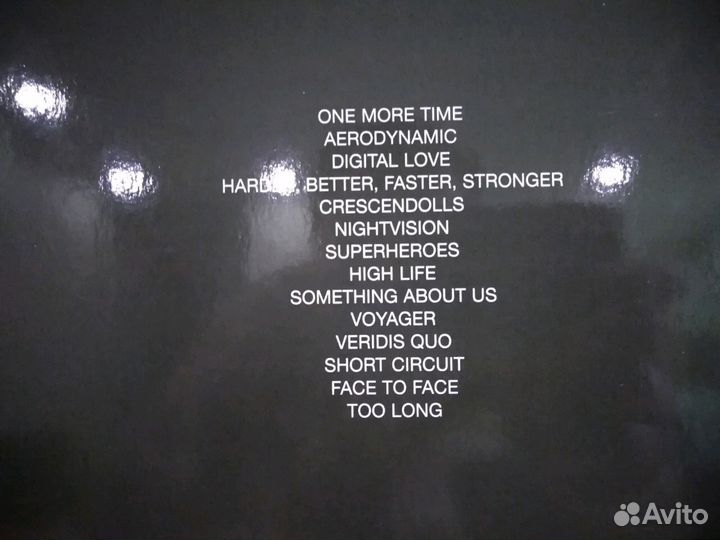 ONE MORE TIME
AERODYNAMIC
DIGITAL LOVE
BETTER, FASTER, STRONGER
CRESCENDOLLS
NIGHTVISION
SUPERHEROES
HIGH LIFE
SOMETHING ABOUT US
VOYAGER
VERIDIS QUO
SHORT CIRCUIT
FACE TO FACE
TOO LONG
Avito